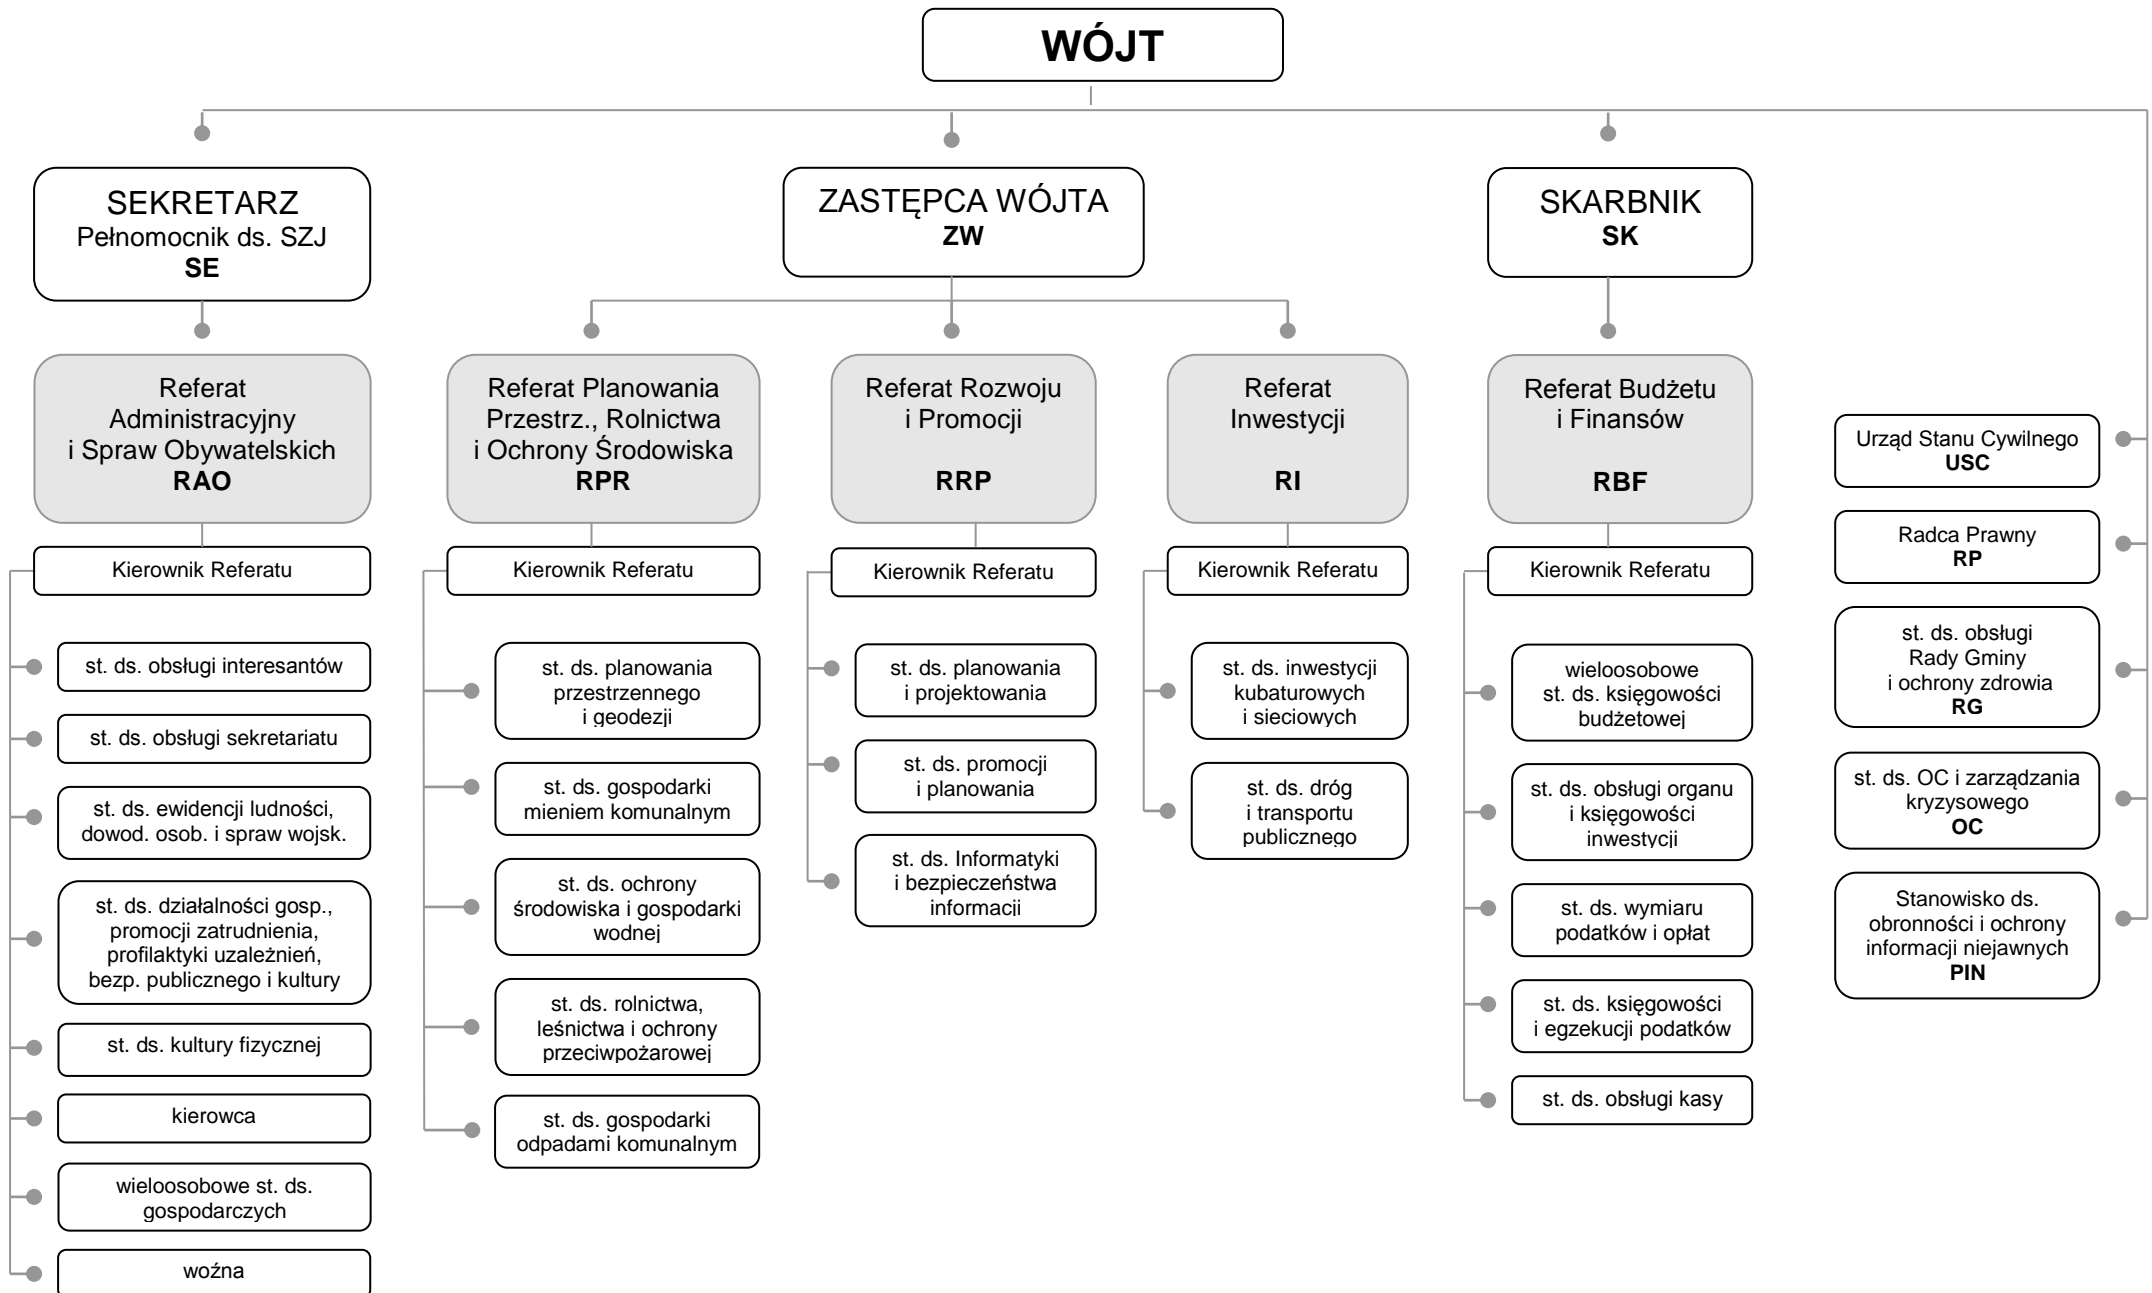 WÓJT
SEKRETARZ
Pełnomocnik ds. SZJ
SE
ZASTĘPCA WÓJTA
ZW
SKARBNIK
SK
Referat
Administracyjny
i Spraw Obywatelskich
RAO
Kierownik Referatu
st. ds. obsługi interesantów
st. ds. obsługi sekretariatu
st. ds. ewidencji ludności,
dowod. osob. i spraw wojsk.
st. ds. działalności gosp.,
promocji zatrudnienia,
profilaktyki uzależnień,
bezp. publicznego i kultury
st. ds. kultury fizycznej
kierowca
wieloosobowe st. ds.
gospodarczych
woźna
Referat Planowania
Przestrz., Rolnictwa
i Ochrony Środowiska
RPR
Kierownik Referatu
st. ds. planowania
przestrzennego
i geodezji
st. ds. gospodarki
mieniem komunalnym
st. ds. ochrony
środowiska i gospodarki
wodnej
st. ds. rolnictwa,
leśnictwa i ochrony
przeciwpożarowej
st. ds. gospodarki
odpadami komunalnym
Referat Rozwoju
i Promocji
RRP
Kierownik Referatu
st. ds. planowania
i projektowania
st. ds. promocji
i planowania
st. ds. Informatyki
i bezpieczeństwa
informacji
Referat
Inwestycji
RI
Kierownik Referatu
st. ds. inwestycji
kubaturowych
i sieciowych
st. ds. dróg
i transportu
publicznego
Referat Budżetu
i Finansów
RBF
Kierownik Referatu
wieloosobowe
st. ds. księgowości
budżetowej
st. ds. obsługi organu
i księgowości
inwestycji
st. ds. wymiaru
podatków i opłat
st. ds. księgowości
i egzekucji podatków
st. ds. obsługi kasy
Urząd Stanu Cywilnego
USC
Radca Prawny
RP
st. ds. obsługi
Rady Gminy
i ochrony zdrowia
RG
st. ds. OC i zarządzania
kryzysowego
OC
Stanowisko ds.
obronności i ochrony
informacji niejawnych
PIN